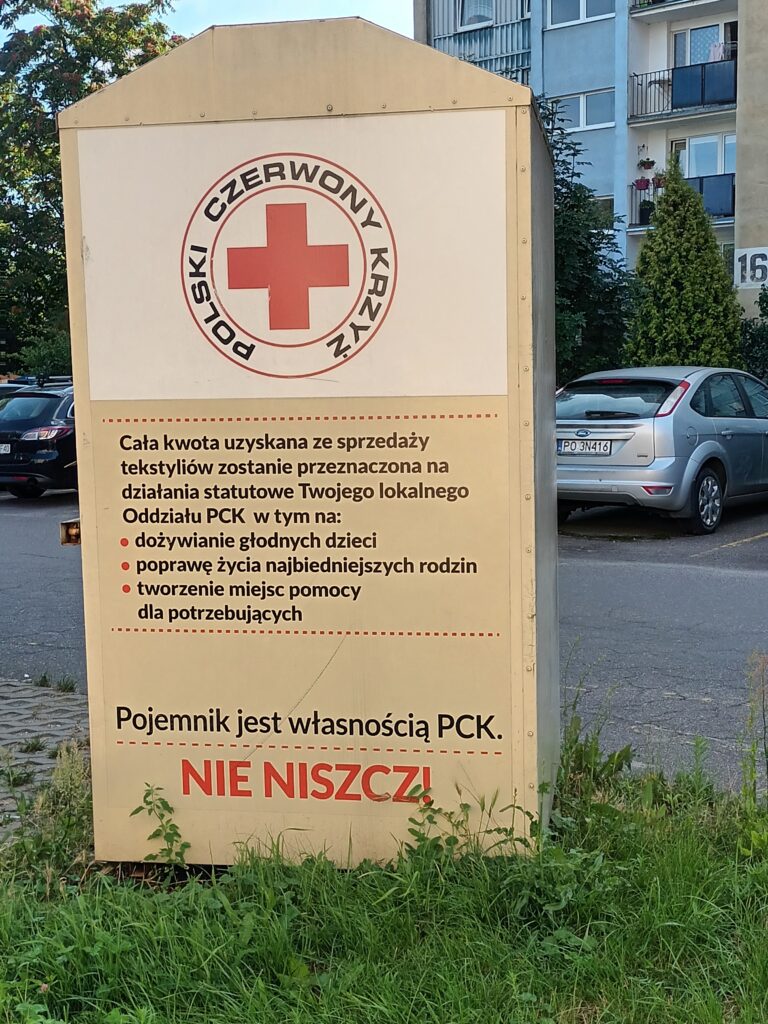 POLSKI CZERWONY KRZYŻ
Cała kwota uzyskana ze sprzedaży
tekstyliów zostanie przeznaczona na
działania statutowe Twojego lokalnego
Oddziału PCK w tym na:
• dożywianie głodnych dzieci
• poprawę życia najbiedniejszych rodzin
• tworzenie miejsc pomocy
dla potrzebujących
Pojemnik jest własnością PCK.
NIE NISZCZ!
16
PO 3N416